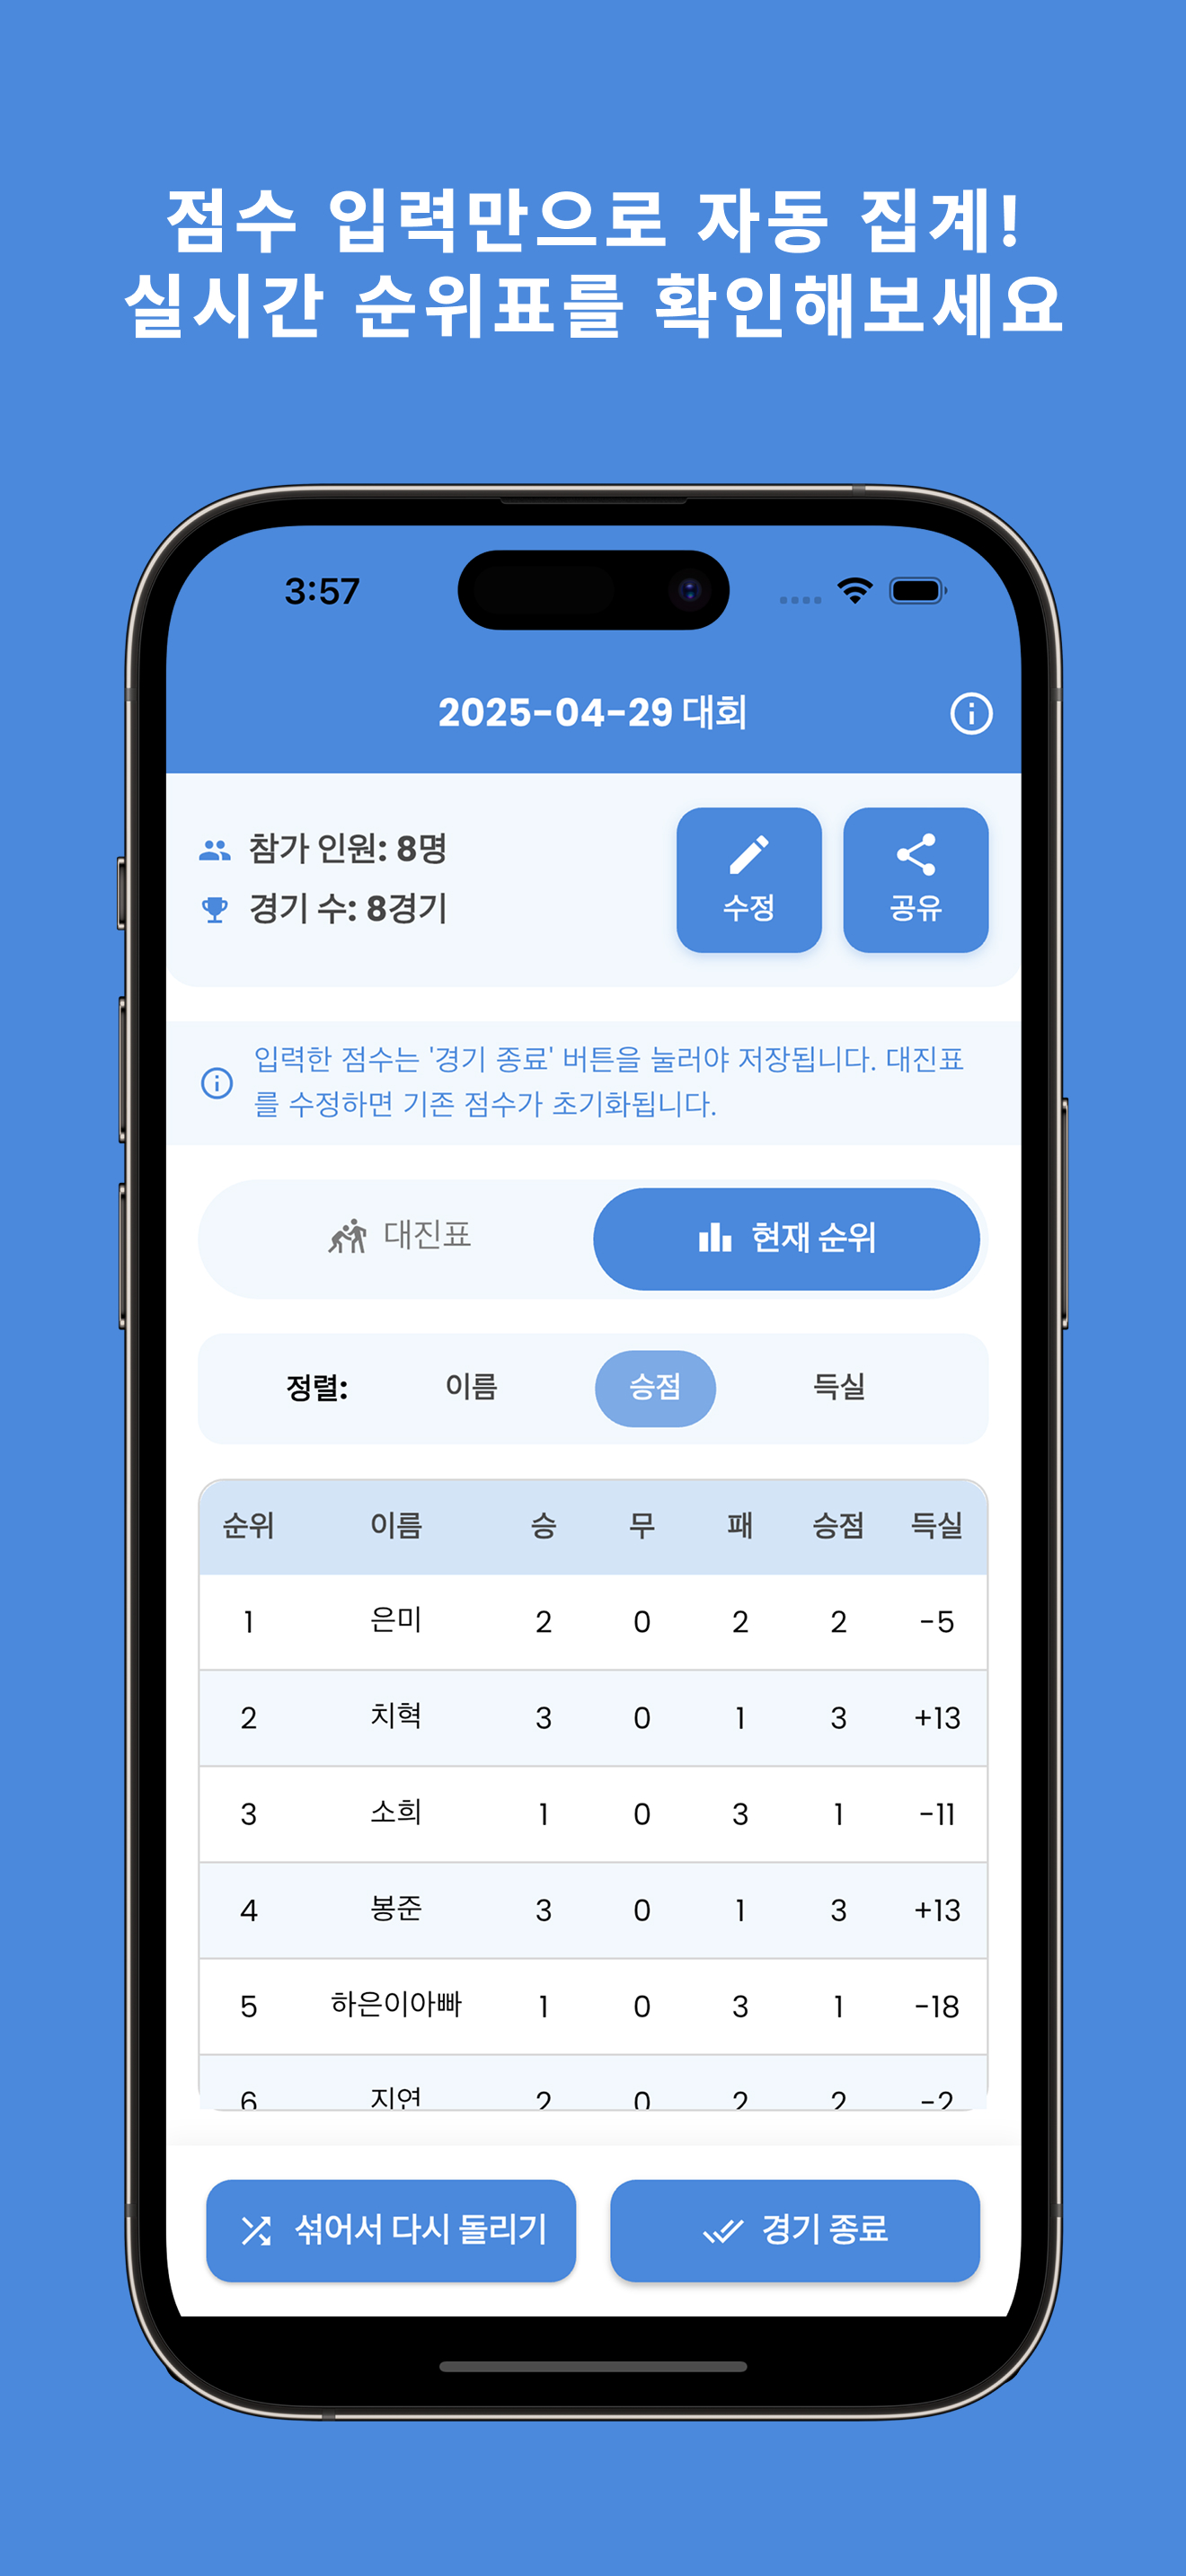 점수 입력만으로 자동 집계!
실시간 순위표를 확인해보세요
3:57
2025-04-29 대회
참가 인원: 8명
경기 수: 8경기
수정
공유
입력한 점수는 '경기 종료' 버튼을 눌러야 저장됩니다. 대진표
를 수정하면 기존 점수가 초기화됩니다.
대진표
현재 순위
정렬: 이름 승점 득실
순위 이름 승 무 패 승점 득실
1 은미 2 0 2 2 -5
2 치혁 3 0 1 3 +13
3 소희 1 0 3 1 -11
4 봉준 3 0 1 3 +13
5 하은이아빠 1 0 3 1 -18
6 지연 2 0 2 2 -2
섞어서 다시 돌리기
경기 종료